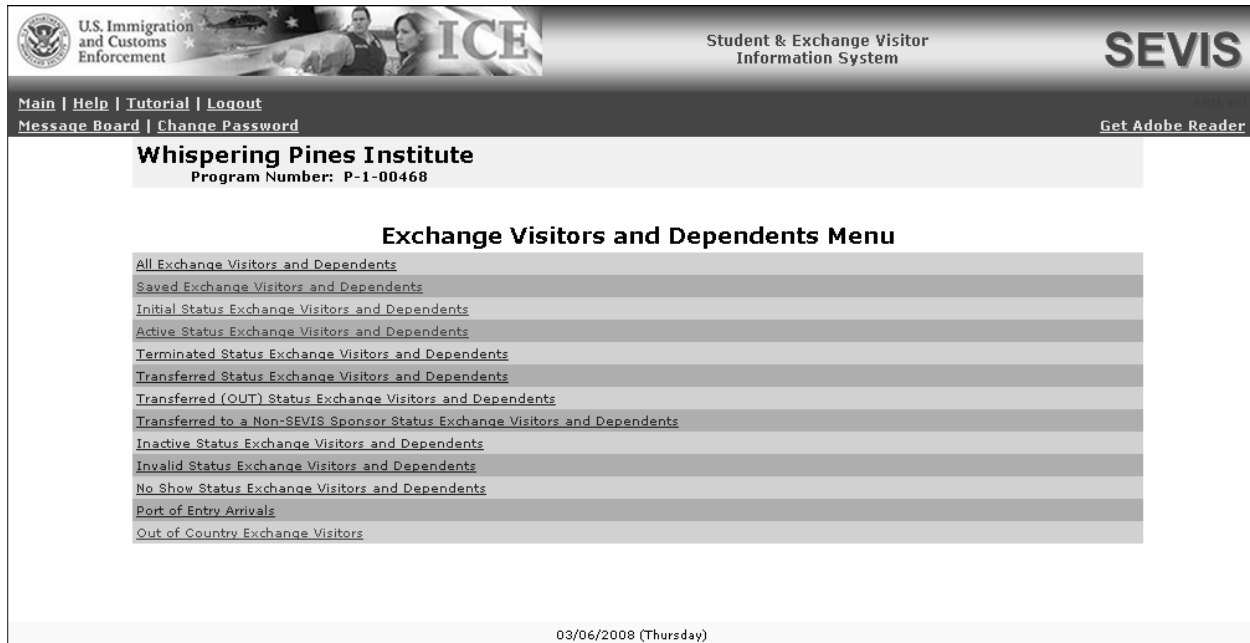 U.S. Immigration
and Customs
Enforcement
ICE
Student & Exchange Visitor
Information System
SEVIS
Main | Help | Tutorial | Logout
Message Board | Change Password
Get Adobe Reader
Whispering Pines Institute
Program Number: P-1-00468
Exchange Visitors and Dependents Menu
All Exchange Visitors and Dependents
Saved Exchange Visitors and Dependents
Initial Status Exchange Visitors and Dependents
Active Status Exchange Visitors and Dependents
Terminated Status Exchange Visitors and Dependents
Transferred Status Exchange Visitors and Dependents
Transferred (OUT) Status Exchange Visitors and Dependents
Transferred to a Non-SEVIS Sponsor Status Exchange Visitors and Dependents
Inactive Status Exchange Visitors and Dependents
Invalid Status Exchange Visitors and Dependents
No Show Status Exchange Visitors and Dependents
Port of Entry Arrivals
Out of Country Exchange Visitors
03/06/2008 (Thursday)